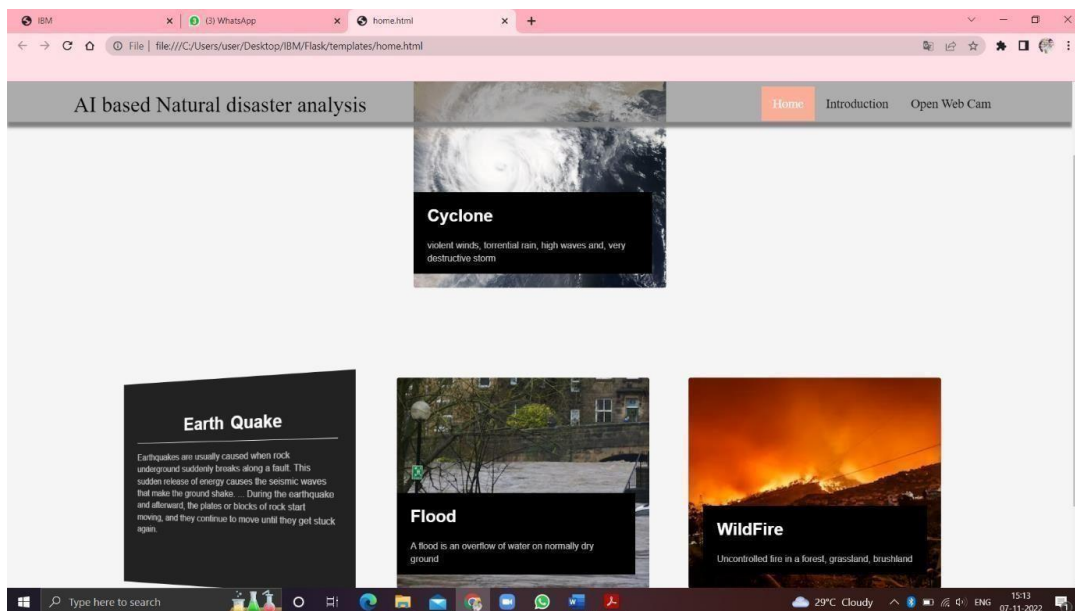 IBM
(3) WhatsApp
home.html
File | file:///C:/Users/user/Desktop/IBM/Flask/templates/home.html
AI based Natural disaster analysis
Home
Introduction
Open Web Cam
Cyclone
violent winds, torrential rain, high waves and, very
destructive storm
Earth Quake
Earthquakes are usually caused when rock
underground suddenly breaks along a fault. This
sudden release of energy causes the seismic waves
that make the ground shake. ... During the earthquake
and afterward, the plates or blocks of rock start
moving, and they continue to move until they get stuck
again.
Flood
A flood is an overflow of water on normally dry
ground
WildFire
Uncontrolled fire in a forest, grassland, brushland
Type here to search
29°C Cloudy
ENG
15:13
07-11-2022